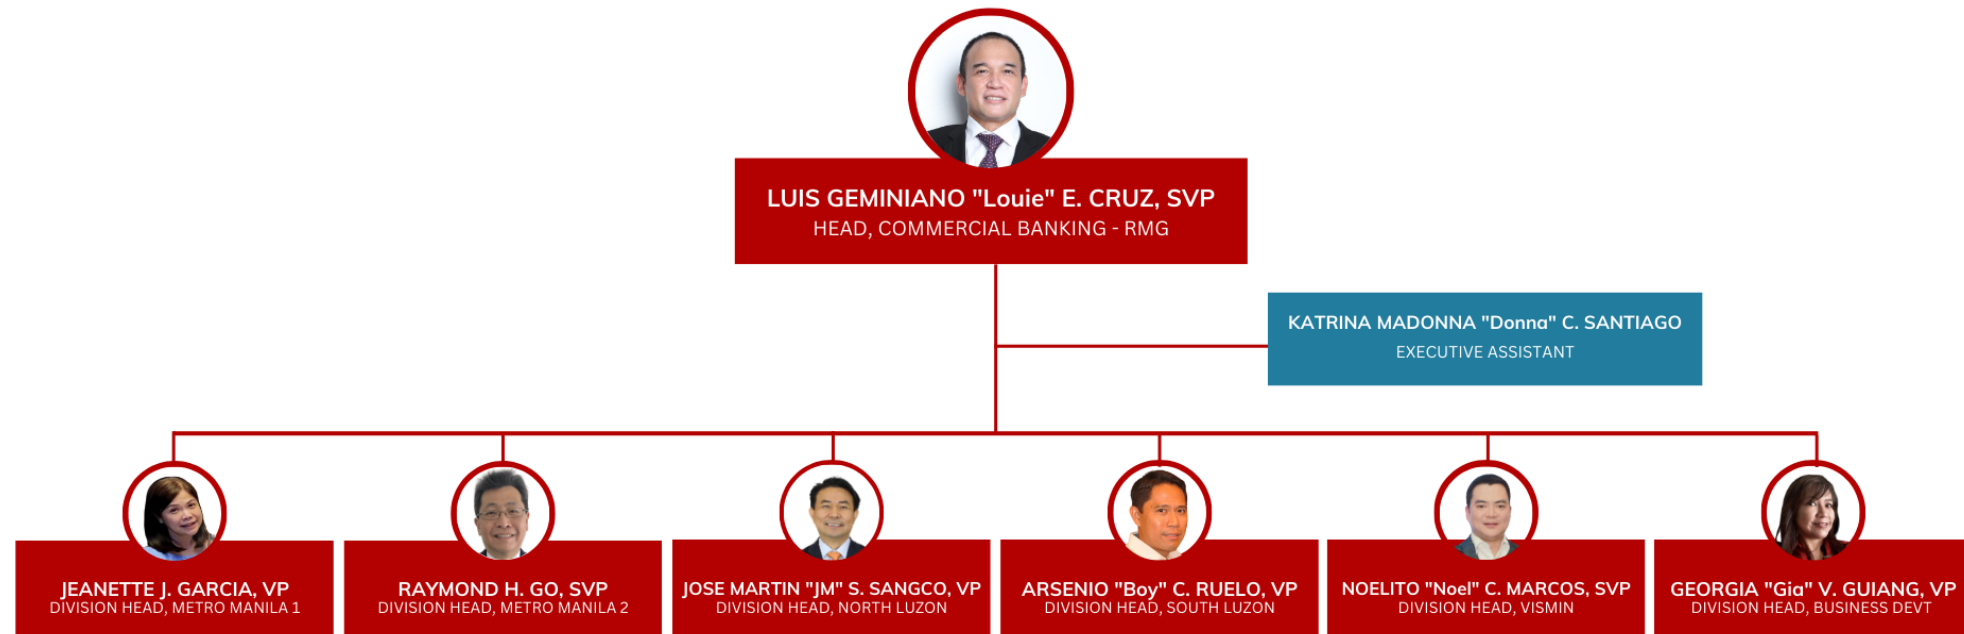 LUIS GEMINIANO "Louie" E. CRUZ, SVP
HEAD, COMMERCIAL BANKING - RMG
KATRINA MADONNA "Donna" C. SANTIAGO
EXECUTIVE ASSISTANT
JEANETTE J. GARCIA, VP
DIVISION HEAD, METRO MANILA 1
RAYMOND H. GO, SVP
DIVISION HEAD, METRO MANILA 2
JOSE MARTIN "JM" S. SANGCO, VP
DIVISION HEAD, NORTH LUZON
ARSENIO "Boy" C. RUELO, VP
DIVISION HEAD, SOUTH LUZON
NOELITO "Noel" C. MARCOS, SVP
DIVISION HEAD, VISMIN
GEORGIA "Gia" V. GUIANG, VP
DIVISION HEAD, BUSINESS DEVT